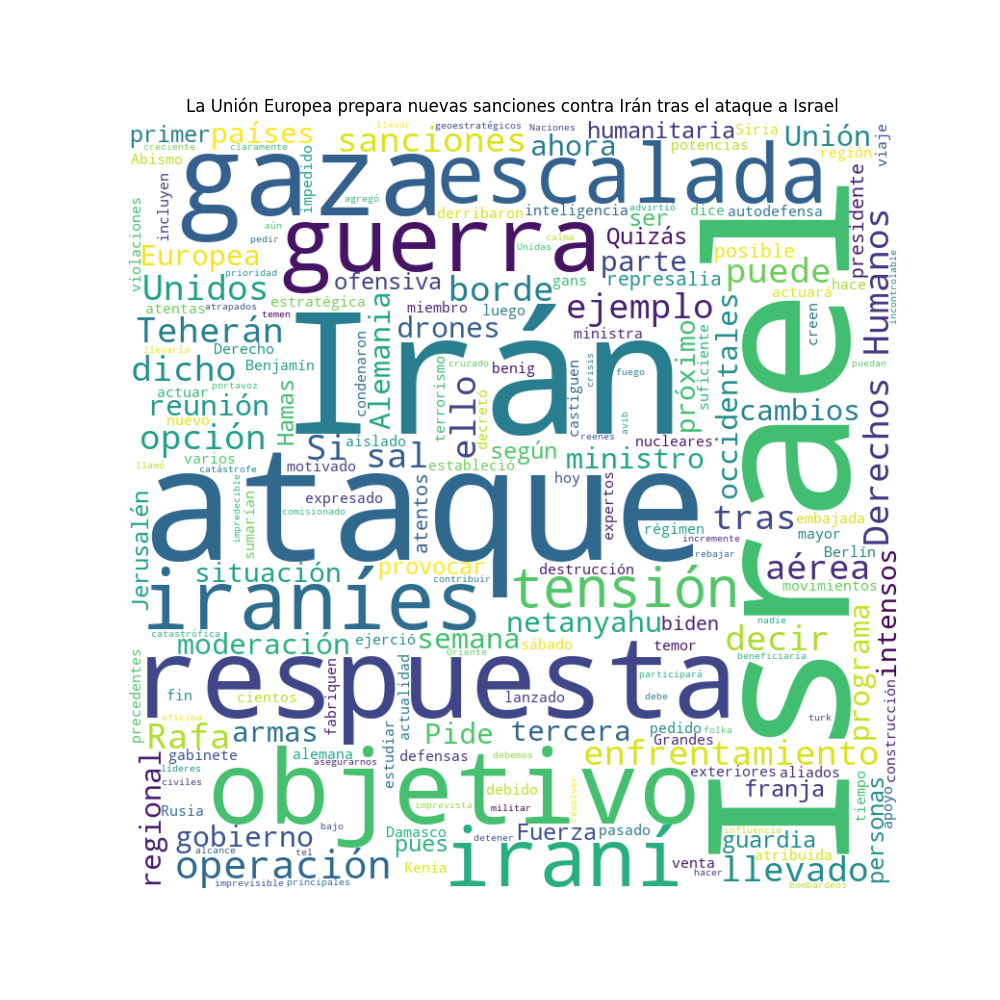 La Unión Europea prepara nuevas sanciones contra Irán tras el ataque a Israel
primer países sanciones llevar geoestratégicos Naciones humanitaria Siria Unión viaje
creciente claramente ahora potencias región
Abismo impedido gaza escalada presidente
incluyen agregó derribaron inteligencia advirtió dice autodefensa
violaciones aún guerra ser Quizás posible Israel
pedir Unidas calma parte puede hace Humanos
Europea prioridad ofensiva borde gans represalia actuará incontrolable
Unidos estratégica miembro luego ejemplo
atentas atrapados temen Alemania drones ministra próximo suficiente creen
Teherán Irán condenaron
llevaría Derecho Benjamín cruzado crisis fuego puedan
dicho benig occidentales
actuar portavoz Hamas terrorismo decretó ello castiguen Derechos
reunión reenes avib cambios
nuevo Si aislado según nucleares
opción varios sal estableció ministro
llamó catástrofe motivado hoy
impredecible sumarían expresado ataque atentos expertos tras embajada
Jerusalén comisionado régimen mayor
incremente Berlín
situación provocar destrucción rebajar aérea
iraníes contribuir tensión movimientos intensos
netanyahu biden nadie
catastrófica moderación ejerció semana sábado temor decir programa
precedentes Oriente beneficiaría
respuesta participará
fin cientos fabriquen actualidad lanzado debe construcción
oficina turk
Rafa armas Pide tercera pedido folka
regional gabinete alemana estudiar defensas debemos Grandes enfrentamiento
líderes asegurarnos exteriores aliados
civiles objetivo debido resolver franja tiempo apoyo personas
Rusia imprevista militar
bajo Damasco Fuerza pasado influencia
gobierno pues detener guardia
alcance tel iraní atribuida
operación Kenia venta llevado
imprevisible principales hacer bombardeos